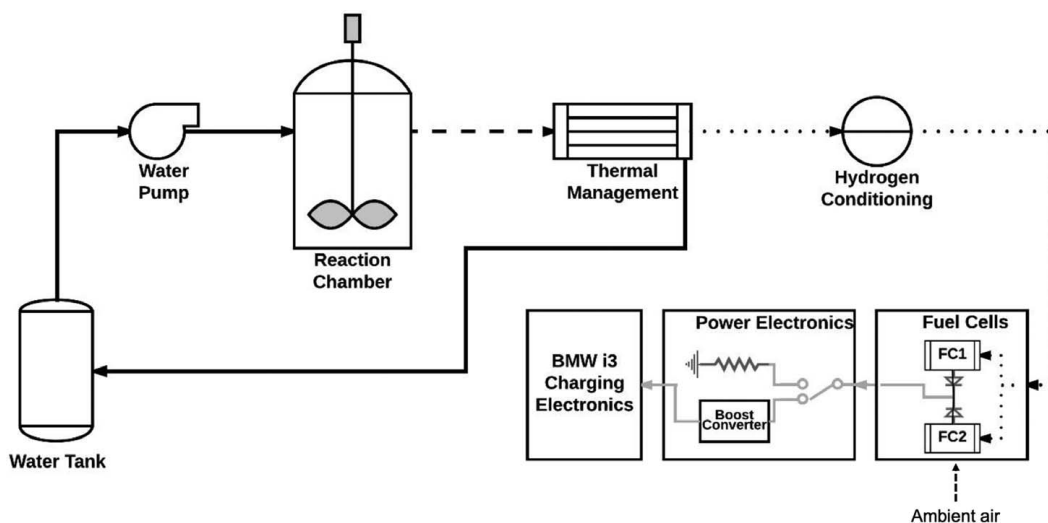 Water
Pump
Reaction
Chamber
Thermal
Management
Hydrogen
Conditioning
Water Tank
BMW i3
Charging
Electronics
Power Electronics
Boost
Converter
Fuel Cells
FC1
FC2
Ambient air